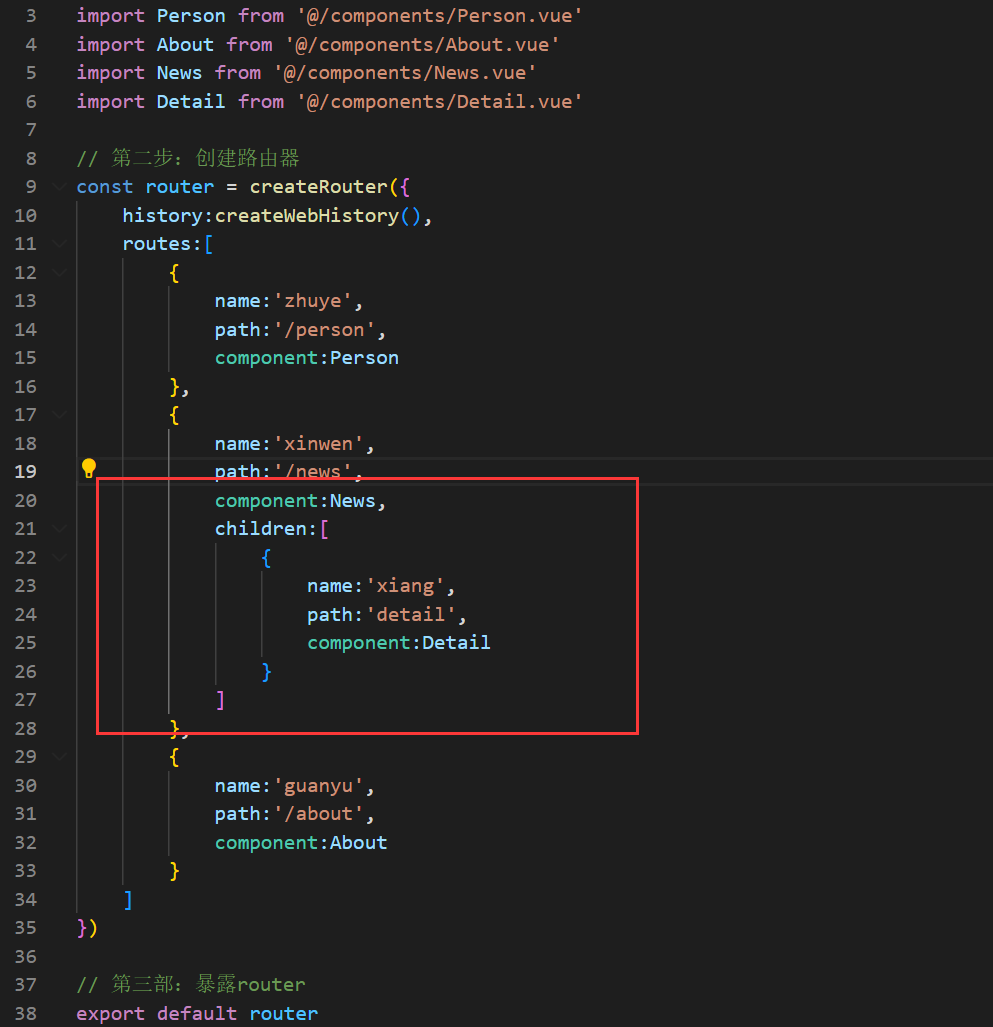 3 import Person from '@/components/Person.vue'
4 import About from '@/components/About.vue'
5 import News from '@/components/News.vue'
6 import Detail from '@/components/Detail.vue'
7
8 // 第二步：创建路由器
9 const router = createRouter({
10 history:createWebHistory(),
11 routes:[
12 {
13 name:'zhuye',
14 path:'/person',
15 component:Person
16 },
17 {
18 name:'xinwen',
19 path:'/news',
20 component:News,
21 children:[
22 {
23 name:'xiang',
24 path:'detail',
25 component:Detail
26 }
27 ]
28 },
29 {
30 name:'guanyu',
31 path:'/about',
32 component:About
33 }
34 ]
35 })
36
37 // 第三部：暴露router
38 export default router